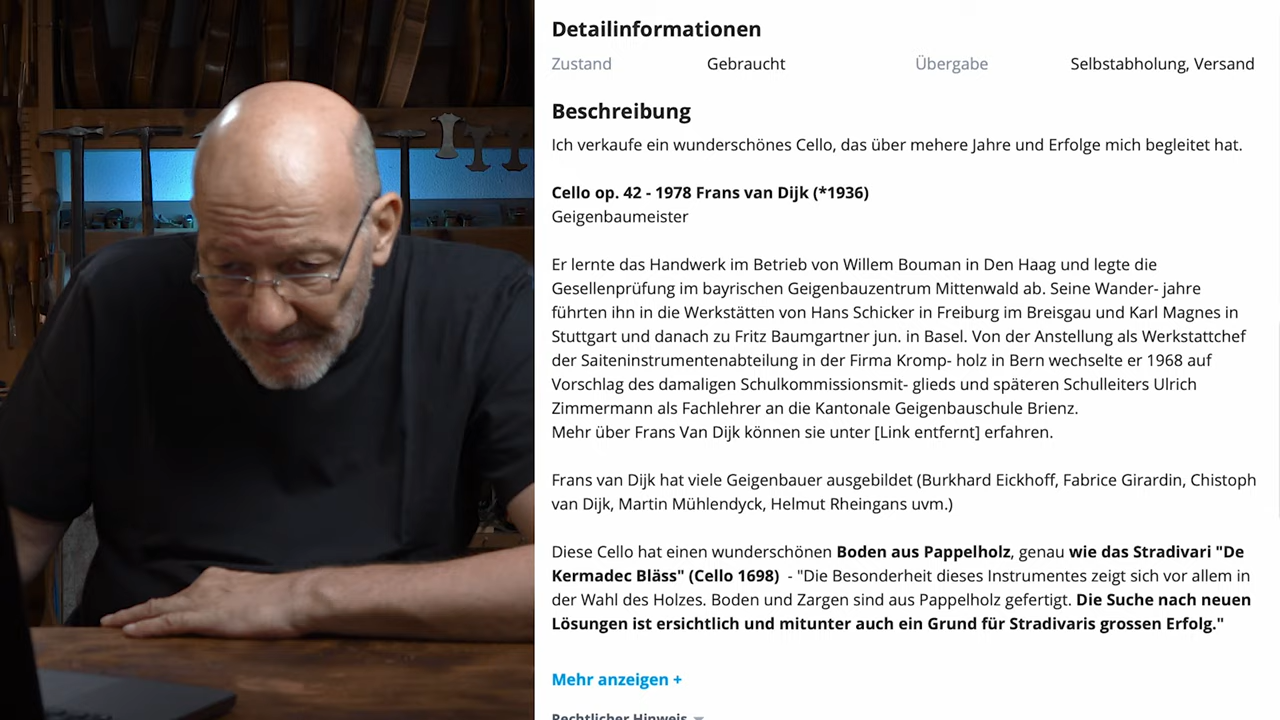 Detailinformationen
Zustand Gebraucht Übergabe Selbstabholung, Versand
Beschreibung
Ich verkaufe ein wunderschönes Cello, das über mehere Jahre und Erfolge mich begleitet hat.
Cello op. 42 - 1978 Frans van Dijk (*1936)
Geigenbaumeister
Er lernte das Handwerk im Betrieb von Willem Bouman in Den Haag und legte die
Gesellenprüfung im bayrischen Geigenbauzentrum Mittenwald ab. Seine Wander- jahre
führten ihn in die Werkstätten von Hans Schicker in Freiburg im Breisgau und Karl Magnes in
Stuttgart und danach zu Fritz Baumgartner jun. in Basel. Von der Anstellung als Werkstattchef
der Saiteninstrumentenabteilung in der Firma Kromp- holz in Bern wechselte er 1968 auf
Vorschlag des damaligen Schulkommissionsmit- glieds und späteren Schulleiters Ulrich
Zimmermann als Fachlehrer an die Kantonale Geigenbauschule Brienz.
Mehr über Frans Van Dijk können sie unter [Link entfernt] erfahren.
Frans van Dijk hat viele Geigenbauer ausgebildet (Burkhard Eickhoff, Fabrice Girardin, Chistoph
van Dijk, Martin Mühlendyck, Helmut Rheingans uvm.)
Diese Cello hat einen wunderschönen Boden aus Pappelholz, genau wie das Stradivari "De
Kermadec Bläss" (Cello 1698) - "Die Besonderheit dieses Instrumentes zeigt sich vor allem in
der Wahl des Holzes. Boden und Zargen sind aus Pappelholz gefertigt. Die Suche nach neuen
Lösungen ist ersichtlich und mitunter auch ein Grund für Stradivaris grossen Erfolg."
Mehr anzeigen +
Rechtlicher Hinweis